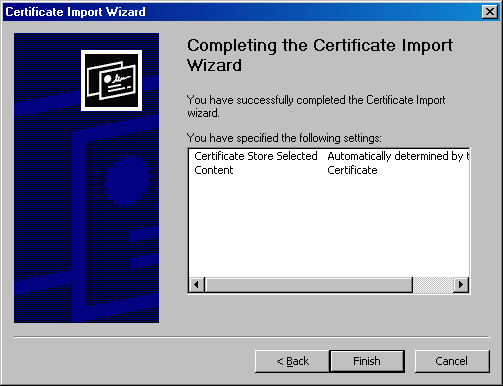 Certificate Import Wizard
Completing the Certificate Import
Wizard
You have successfully completed the Certificate Import
wizard.
You have specified the following settings:
Certificate Store Selected Automatically determined by t
Content Certificate
< Back Finish Cancel